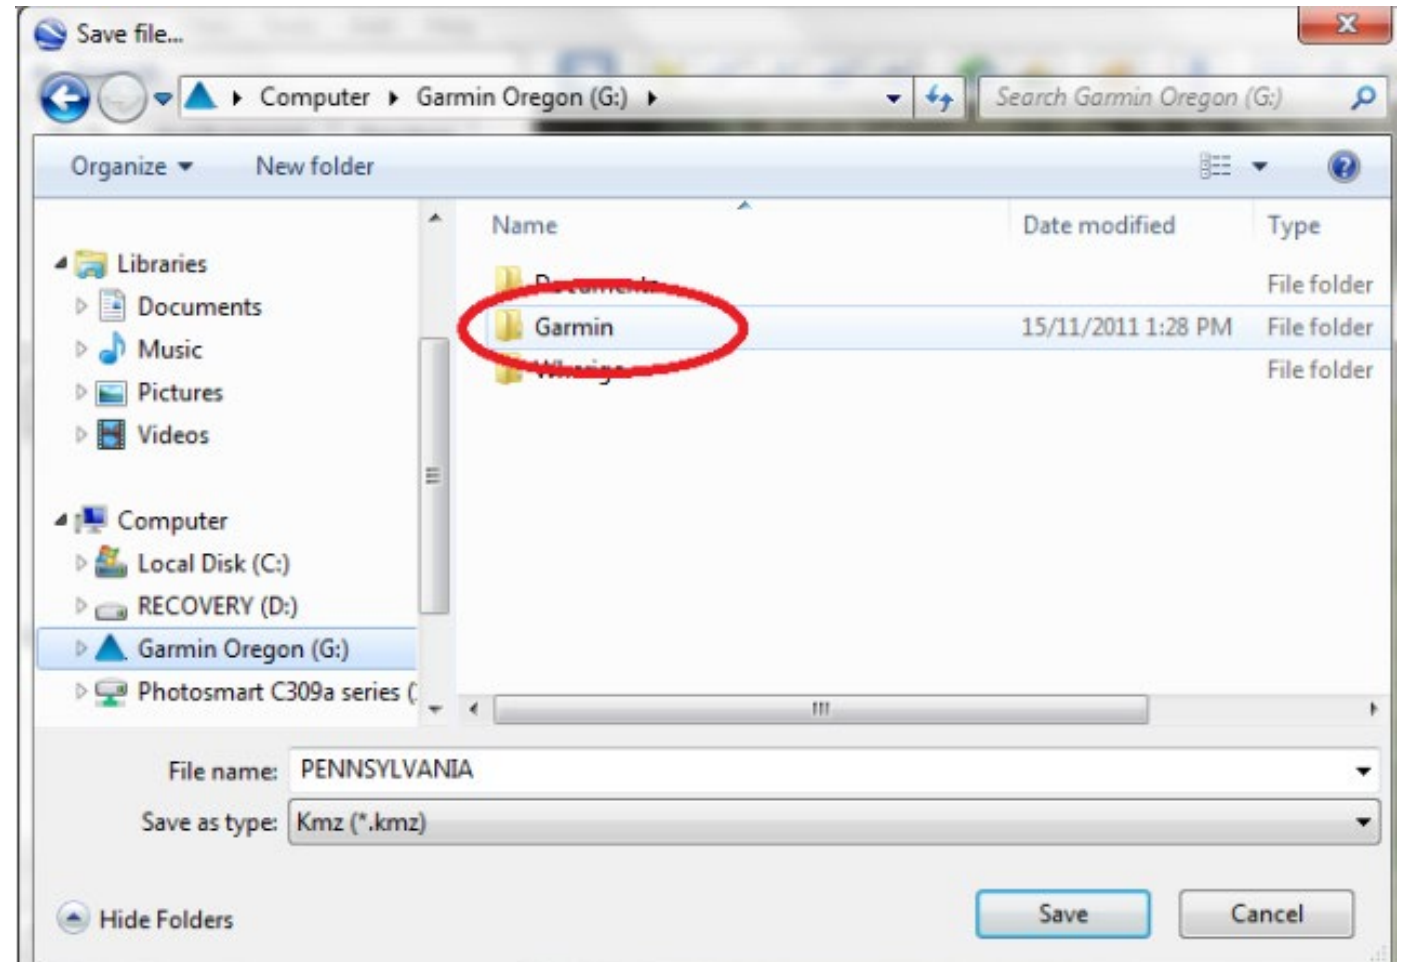 Save file...
Computer Garmin Oregon (G:)
Search Garmin Oregon (G:)
Organize New folder
Name Date modified Type
Libraries
Documents
Music
Pictures
Videos
Computer
Local Disk (C:)
RECOVERY (D:)
Garmin Oregon (G:)
Photosmart C309a series (
Documents File folder
Garmin 15/11/2011 1:28 PM File folder
File folder
File name: PENNSYLVANIA
Save as type: Kmz (*.kmz)
Hide Folders
Save Cancel